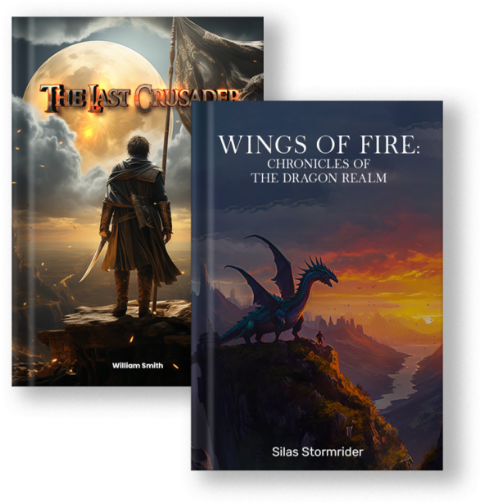 THE LAST CRUSADER
William Smith
WINGS OF FIRE:
CHRONICLES OF
THE DRAGON REALM
Silas Stormrider